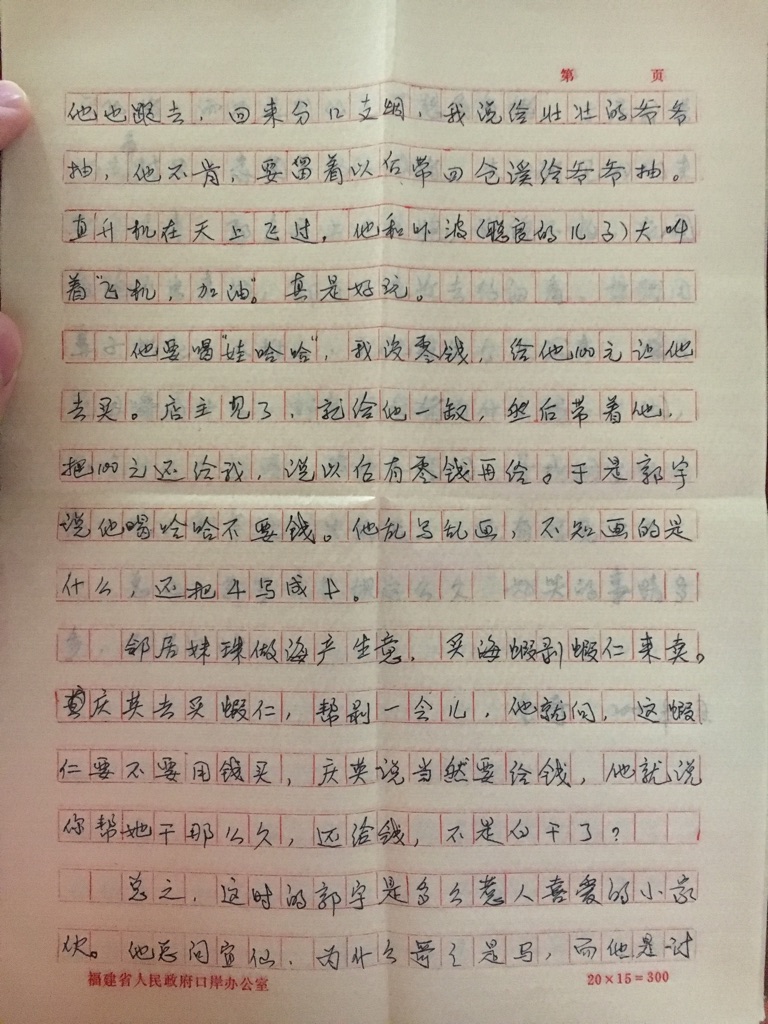 第 页
他也跟去，回来分12支烟，我说给壮壮的爷爷
抽，他不肯，要留着以后带回仓溪给爷爷抽。
直升机在天上飞过，他和吓波(聪良的儿子)大叫
着"飞机，加油"。真是好玩。
他要喝"娃哈哈"，我没零钱，给他100元让他
去买。店主见了，就给他一瓶，然后带着他，
把100元还给我，说以后有零钱再给。于是郭宇
说他喝哈哈不要钱。他乱写乱画，不知画的是
什么，还把4写成
邻居妹珠做海产生意，买海虾剥虾仁来卖。
庆英去买虾仁，帮剥一会儿，他就问，这虾
仁要不要用钱买，庆英说当然要给钱，他就说
你帮她干那么久，还给钱，不是白干了？
总之，这时的郭宇是多么惹人喜爱的小家
伙。他总问宜仙，为什么哥哥是马，而他是
福建省人民政府口岸办公室
20×15=300